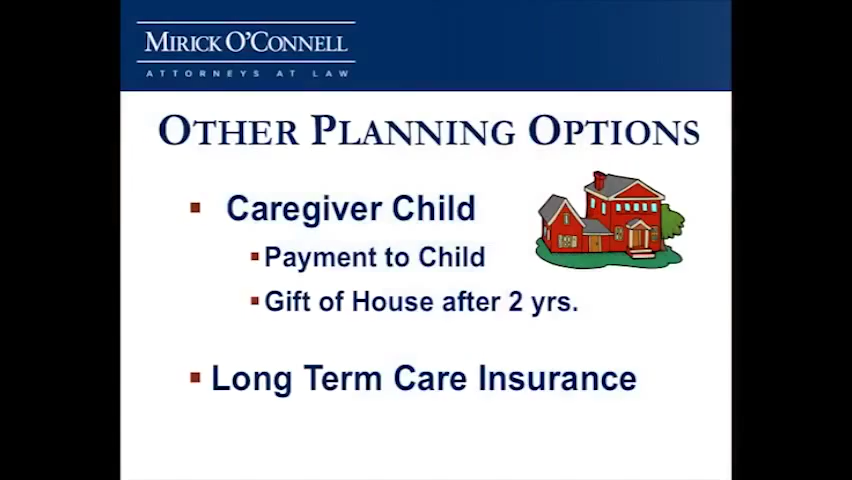 MIRICK O'CONNELL
ATTORNEYS AT LAW
OTHER PLANNING OPTIONS
▪ Caregiver Child
▪ Payment to Child
▪ Gift of House after 2 yrs.
▪ Long Term Care Insurance